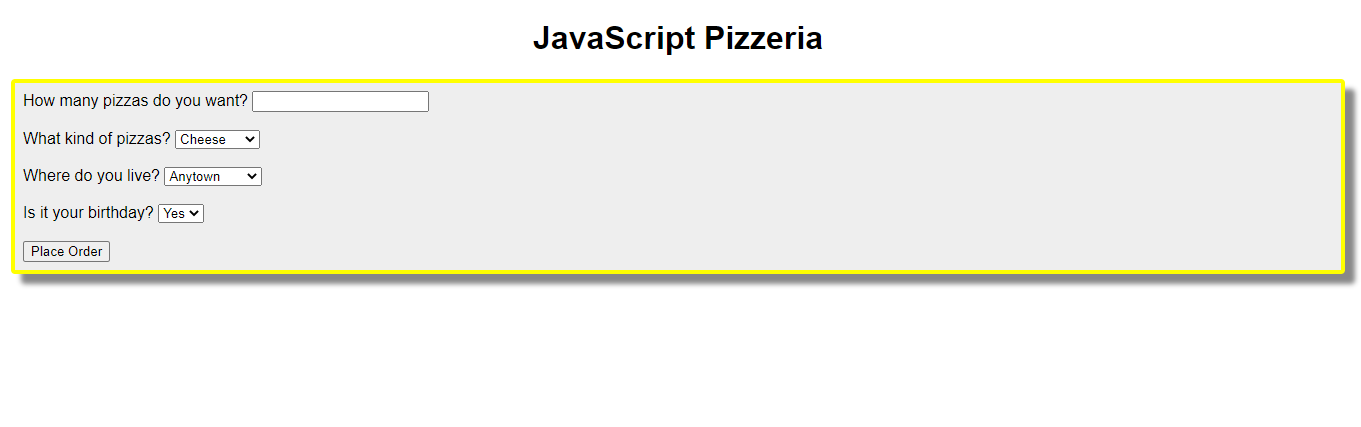 JavaScript Pizzeria
How many pizzas do you want?
What kind of pizzas? Cheese
Where do you live? Anytown
Is it your birthday? Yes
Place Order